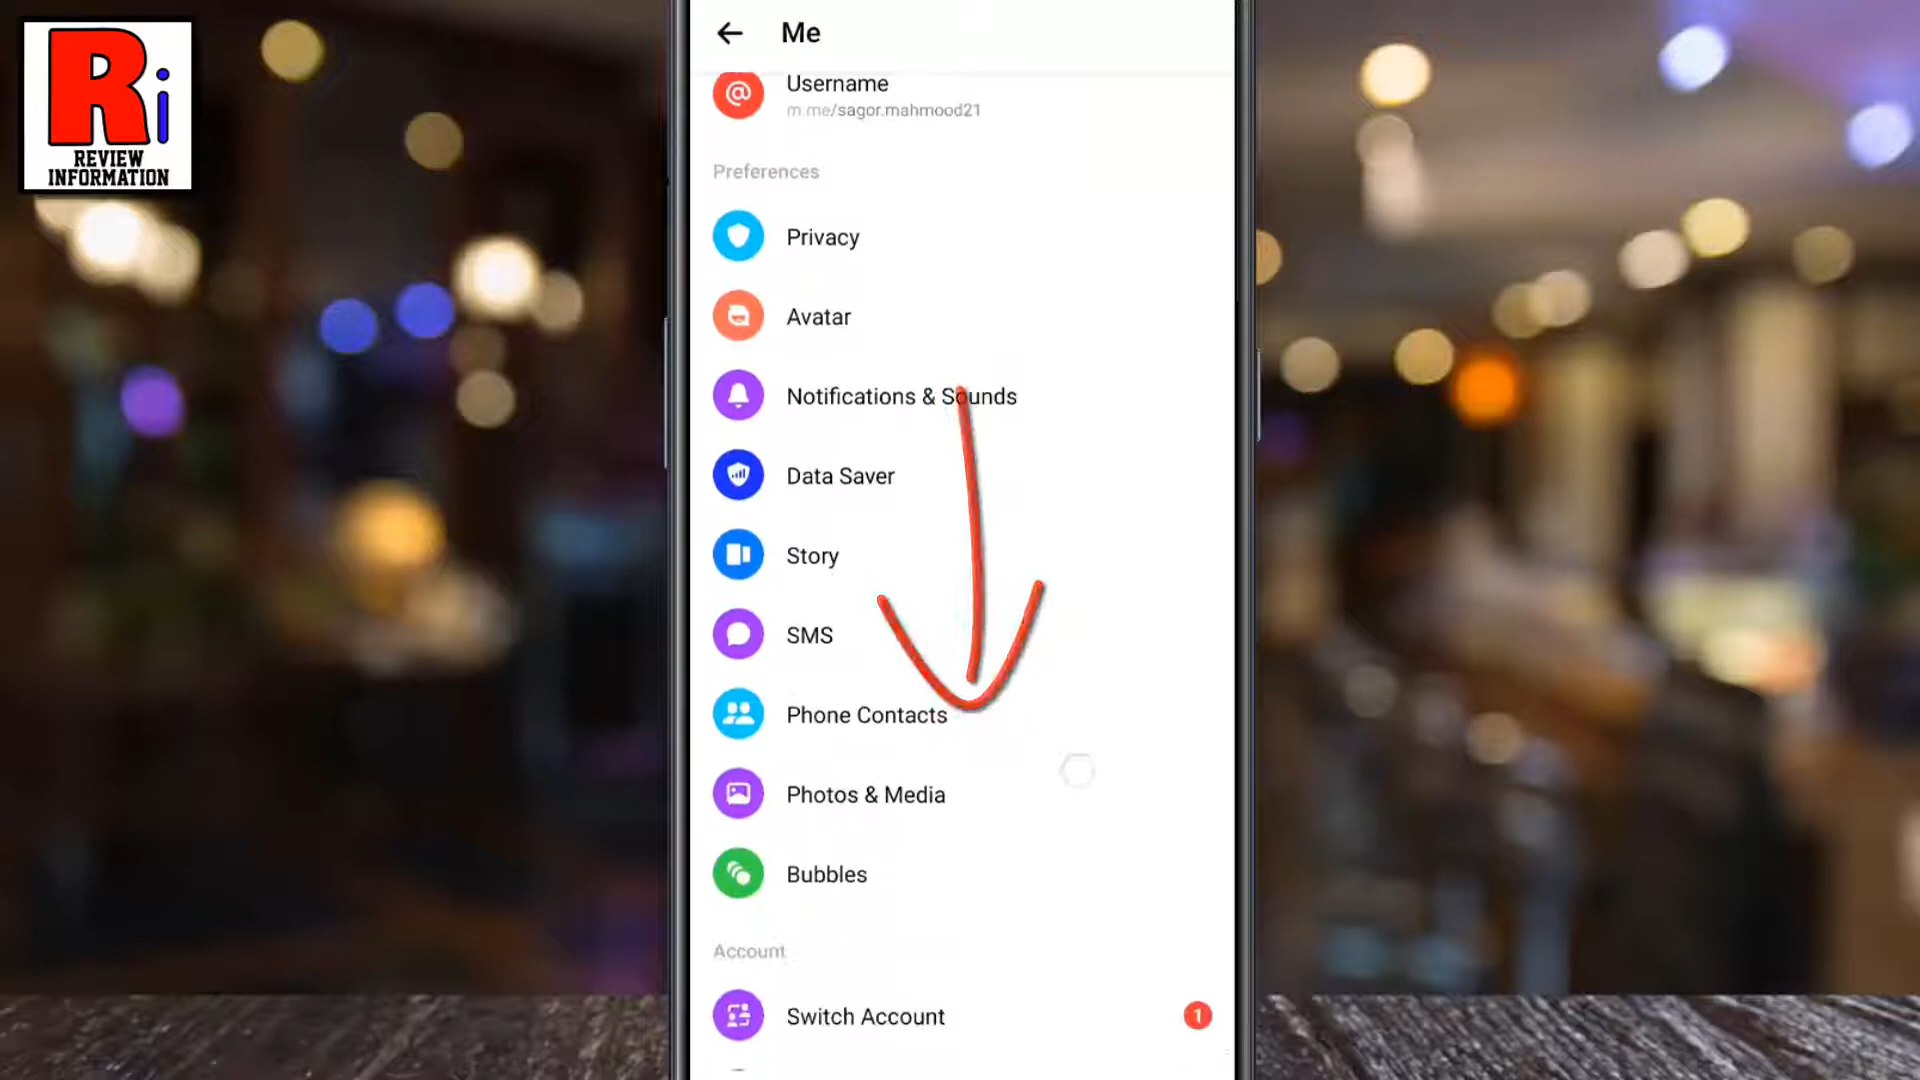 Ri
REVIEW
INFORMATION
Me
Username
m.me/sagor.mahmood21
Preferences
Privacy
Avatar
Notifications & Sounds
Data Saver
Story
SMS
Phone Contacts
Photos & Media
Bubbles
Account
Switch Account
1